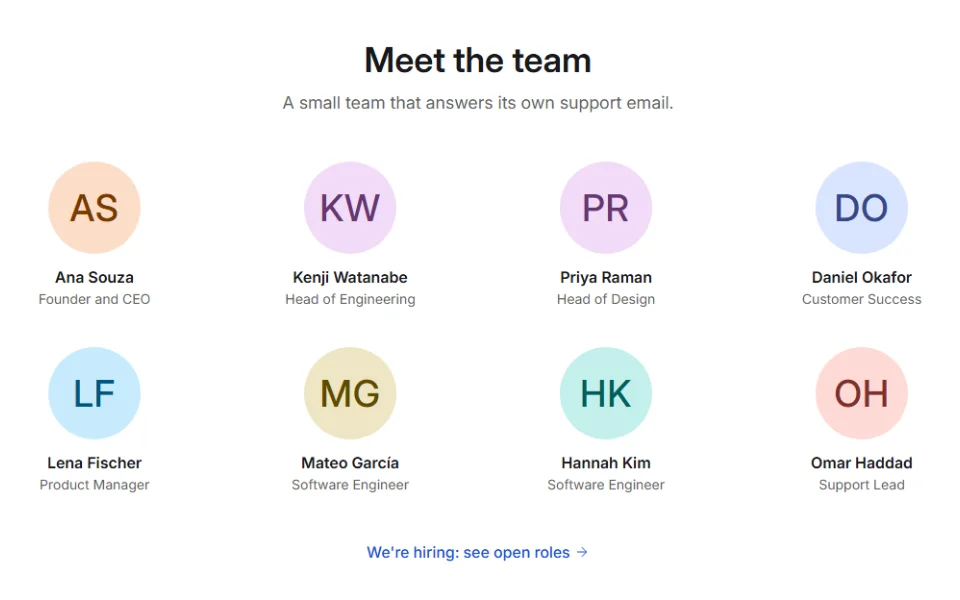 Meet the team
A small team that answers its own support email.
AS
KW
PR
DO
Ana Souza
Kenji Watanabe
Priya Raman
Daniel Okafor
Founder and CEO
Head of Engineering
Head of Design
Customer Success
LF
MG
HK
OH
Lena Fischer
Mateo García
Hannah Kim
Omar Haddad
Product Manager
Software Engineer
Software Engineer
Support Lead
We're hiring: see open roles →